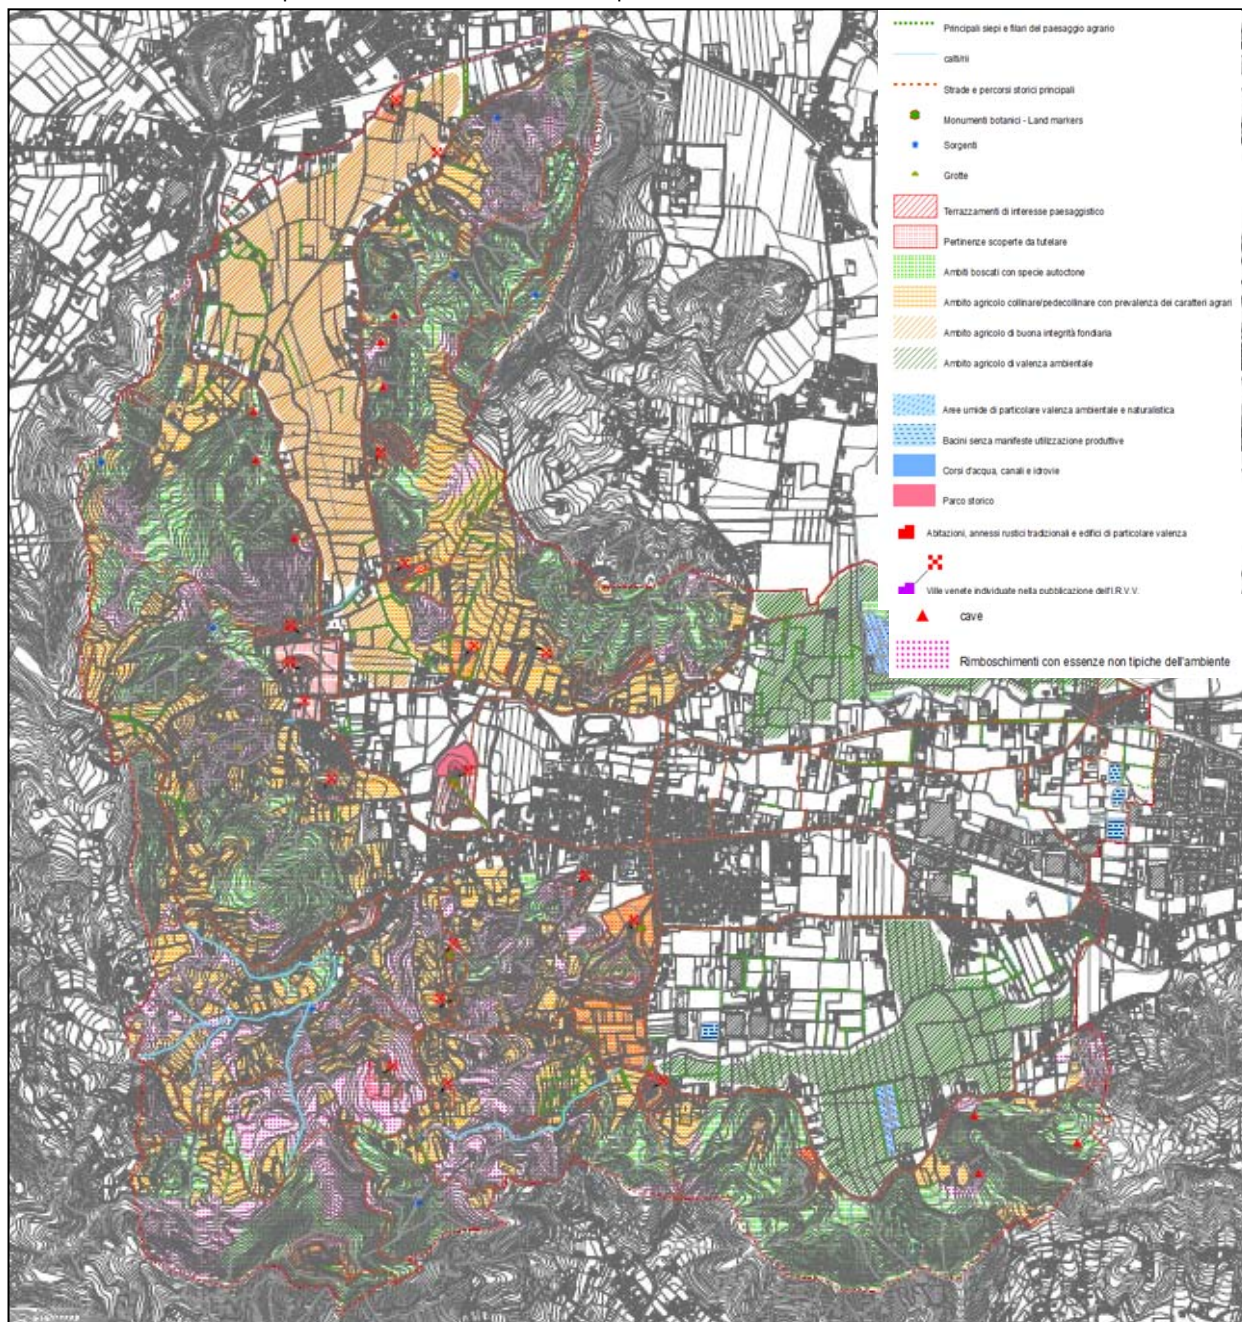 Principali siepi e filari del paesaggio agrario
calti/rii
Strade e percorsi storici principali
Monumenti botanici - Land markers
Sorgenti
Grotte
Terrazzamenti di interesse paesaggistico
Pertinenze scoperte da tutelare
Ambiti boscati con specie autoctone
Ambito agricolo collinare/pedecollinare con prevalenza dei caratteri agrari
Ambito agricolo di buona integrità fondiaria
Ambito agricolo di valenza ambientale
Aree umide di particolare valenza ambientale e naturalistica
Bacini senza manifeste utilizzazione produttive
Corsi d'acqua, canali e idrovie
Parco storico
Abitazioni, annessi rustici tradizionali e edifici di particolare valenza
Ville venete individuate nella pubblicazione dell'I.R.V.V.
cave
Rimboschimenti con essenze non tipiche dell'ambiente